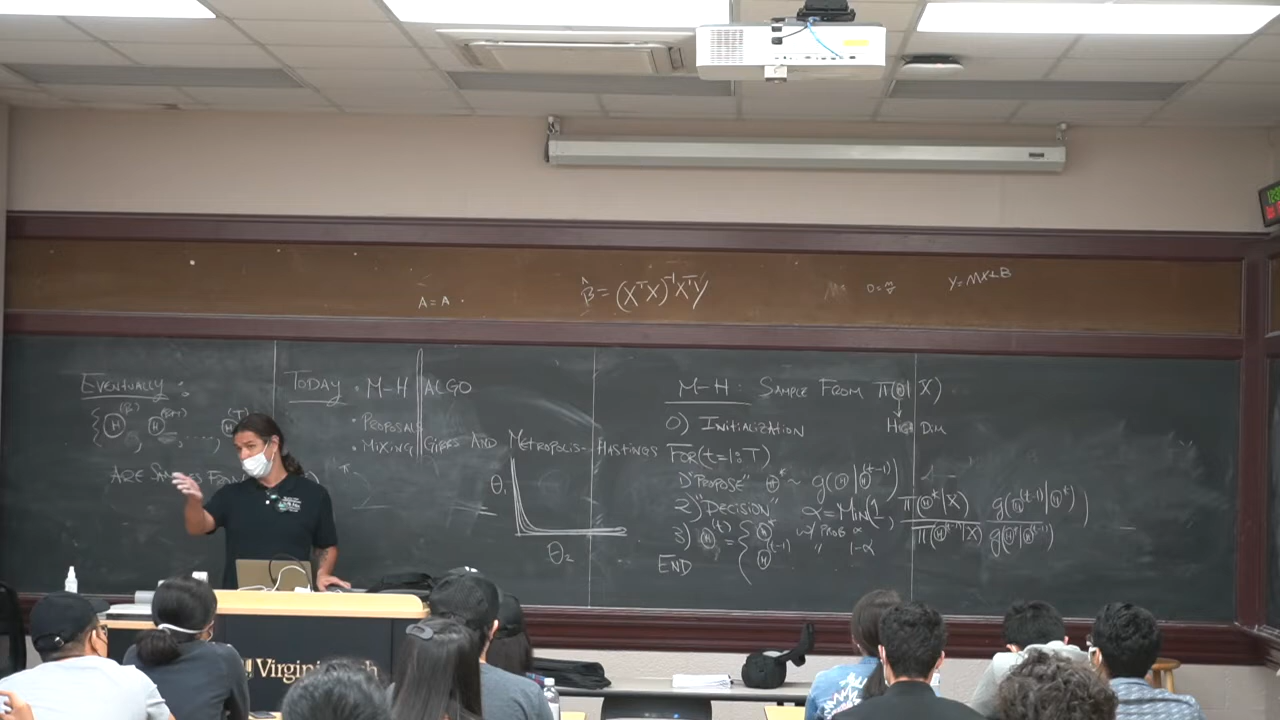 A = A .
β̂ = (XᵀX)⁻¹XᵀY
Y = MX + B
EVENTUALLY :
{Θ^(B), Θ^(B+1), ..., Θ^(T)
ARE
TODAY • M-H ALGO
• PROPOSALS
• MIXING GIBBS AND METROPOLIS-HASTINGS
θ₁
θ₂
M-H : SAMPLE FROM π(Θ | X)
HIGH DIM
0) INITIALIZATION
FOR(t=1:T)
1) "PROPOSE" Θ* ~ g(Θ | Θ^(t-1))
2) "DECISION" α = MIN(1, π(Θ*|X) / π(Θ^(t-1)|X) g(Θ^(t-1)|Θ*) / g(Θ*|Θ^(t-1)))
3) Θ^(t) = { Θ* W/ PROB α
Θ^(t-1) " 1-α
END
Virginia Tech